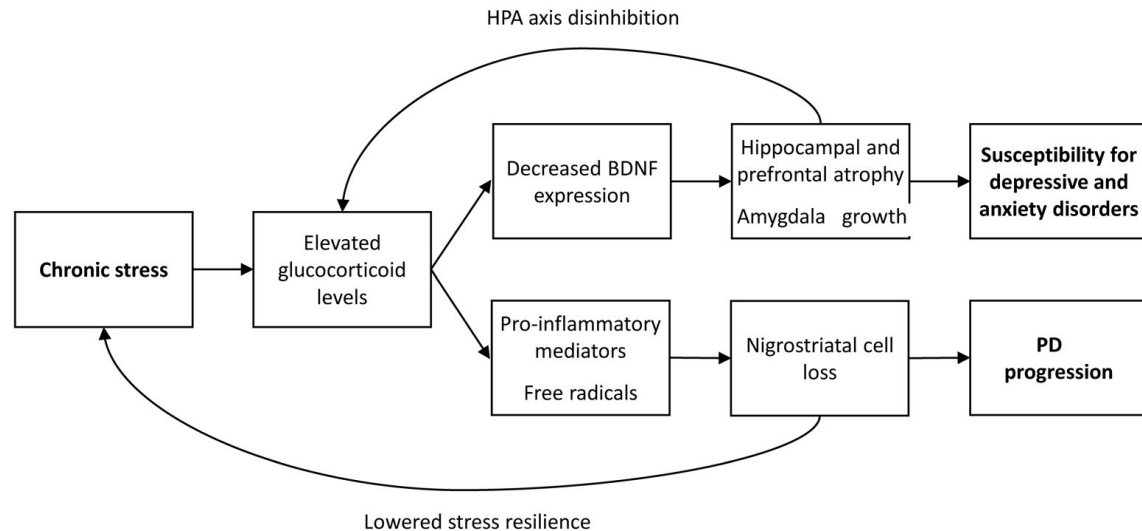 HPA axis disinhibition
Decreased BDNF
expression
Hippocampal and
prefrontal atrophy
Amygdala growth
Susceptibility for
depressive and
anxiety disorders
Chronic stress
Elevated
glucocorticoid
levels
Pro-inflammatory
mediators
Free radicals
Nigrostriatal cell
loss
PD
progression
Lowered stress resilience